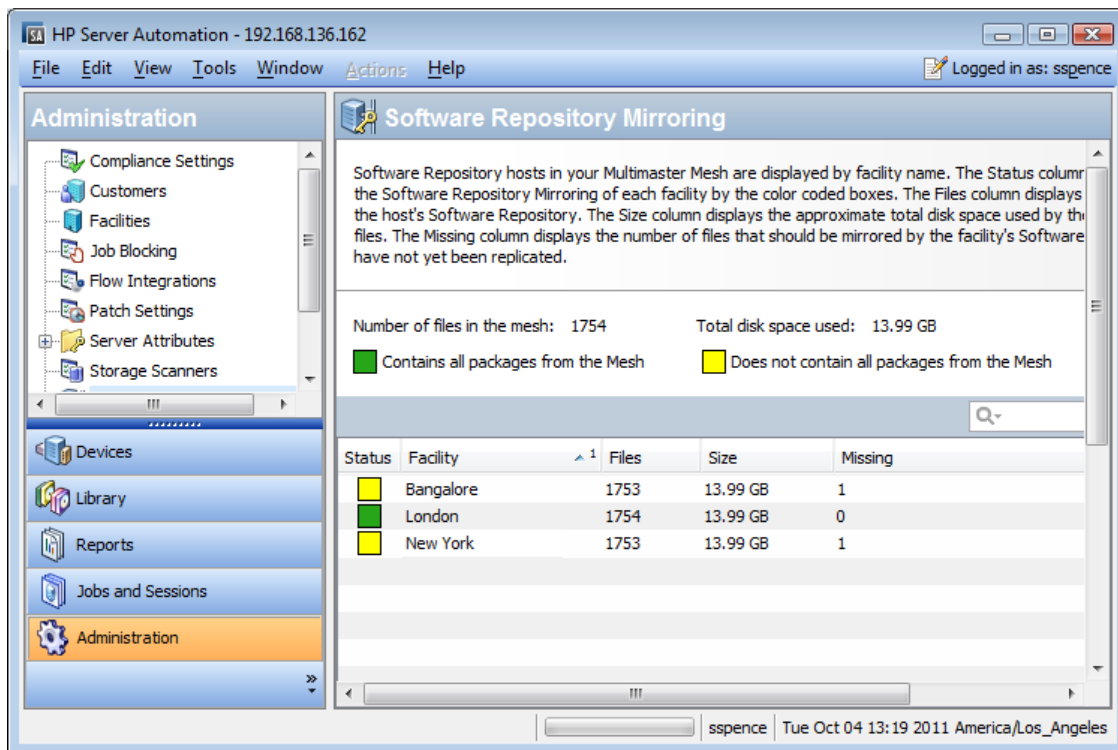 SA HP Server Automation - 192.168.136.162
File Edit View Tools Window Actions Help Logged in as: sspence
Administration
Compliance Settings
Customers
Facilities
Job Blocking
Flow Integrations
Patch Settings
Server Attributes
Storage Scanners
Devices
Library
Reports
Jobs and Sessions
Administration
Software Repository Mirroring
Software Repository hosts in your Multimaster Mesh are displayed by facility name. The Status column
the Software Repository Mirroring of each facility by the color coded boxes. The Files column displays
the host's Software Repository. The Size column displays the approximate total disk space used by the
files. The Missing column displays the number of files that should be mirrored by the facility's Software
have not yet been replicated.
Number of files in the mesh: 1754 Total disk space used: 13.99 GB
Contains all packages from the Mesh Does not contain all packages from the Mesh
Status Facility 1 Files Size Missing
Bangalore 1753 13.99 GB 1
London 1754 13.99 GB 0
New York 1753 13.99 GB 1
sspence Tue Oct 04 13:19 2011 America/Los_Angeles